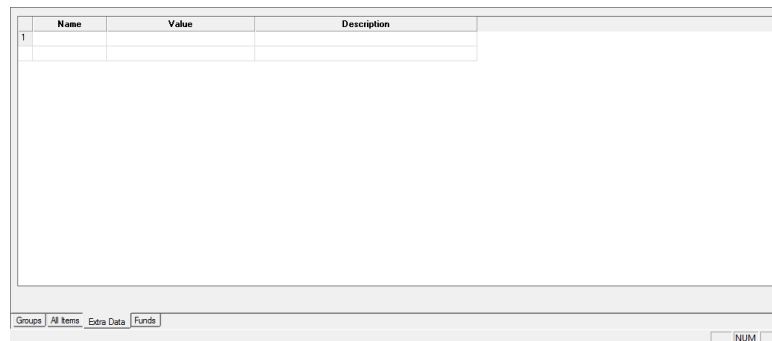 Name Value Description
1
Groups All Items Extra Data Funds
NUM